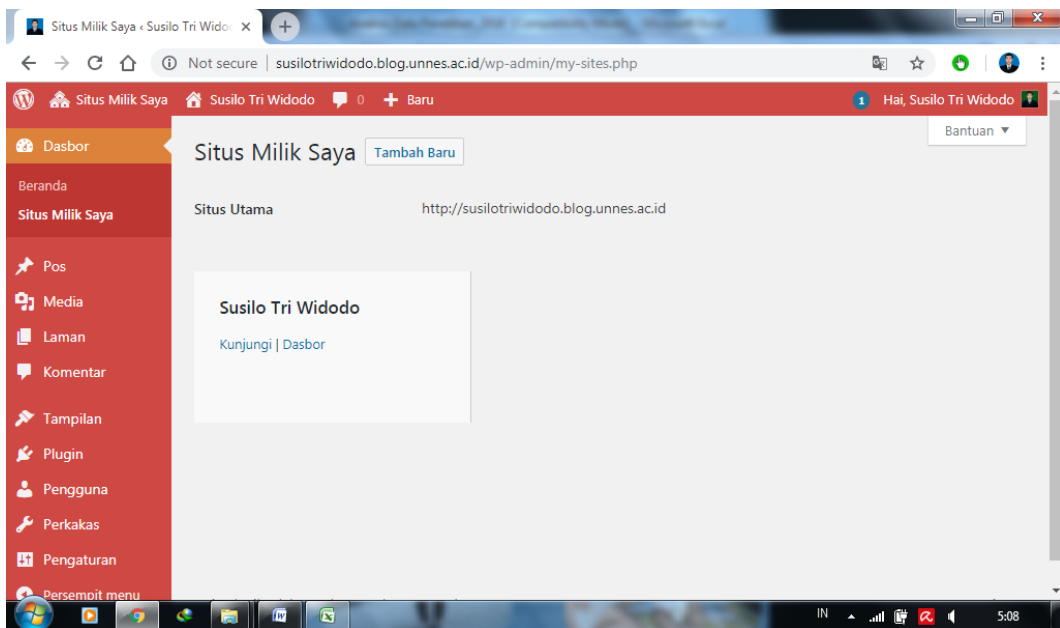 Situs Milik Saya ‹ Susilo Tri Widoc
Not secure | susilotriwidodo.blog.unnes.ac.id/wp-admin/my-sites.php
Situs Milik Saya Susilo Tri Widodo 0 Baru 1 Hai, Susilo Tri Widodo
Bantuan
Dasbor
Beranda
Situs Milik Saya
Pos
Media
Laman
Komentar
Tampilan
Plugin
Pengguna
Perkakas
Pengaturan
Persempit menu
Situs Milik Saya Tambah Baru
Situs Utama http://susilotriwidodo.blog.unnes.ac.id
Susilo Tri Widodo
Kunjungi | Dasbor
IN 5:08